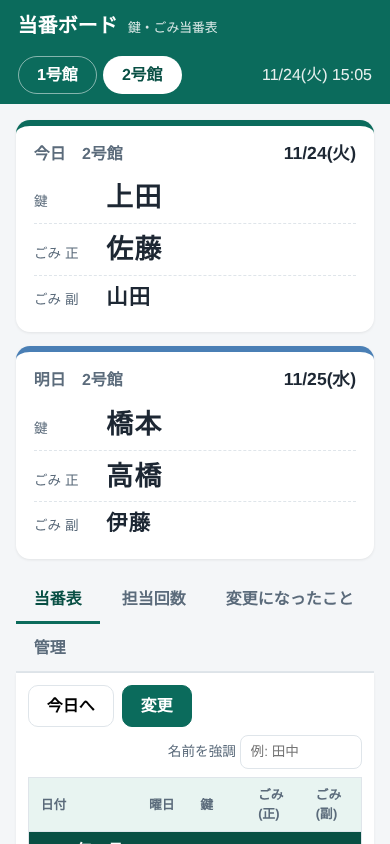 当番ボード 鍵・ごみ当番表
1号館 2号館 11/24(火) 15:05
今日 2号館 11/24(火)
鍵 上田
ごみ 正 佐藤
ごみ 副 山田
明日 2号館 11/25(水)
鍵 橋本
ごみ 正 高橋
ごみ 副 伊藤
当番表 担当回数 変更になったこと
管理
今日へ 変更
名前を強調 例: 田中
日付 曜日 鍵 ごみ(正) ごみ(副)